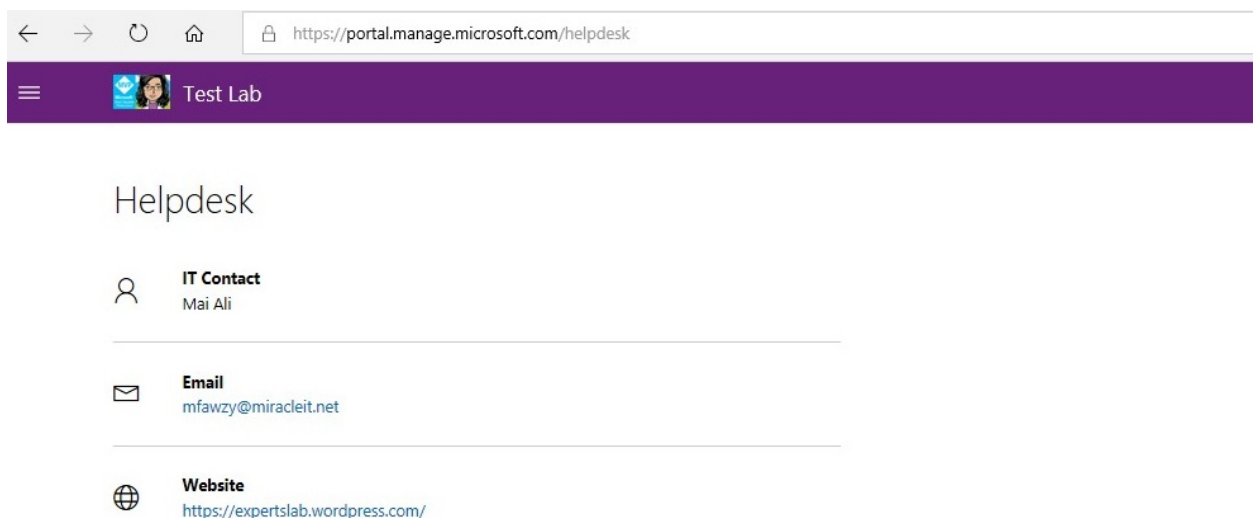 https://portal.manage.microsoft.com/helpdesk
Test Lab
Helpdesk
IT Contact
Mai Ali
Email
mfawzy@miracleit.net
Website
https://expertslab.wordpress.com/